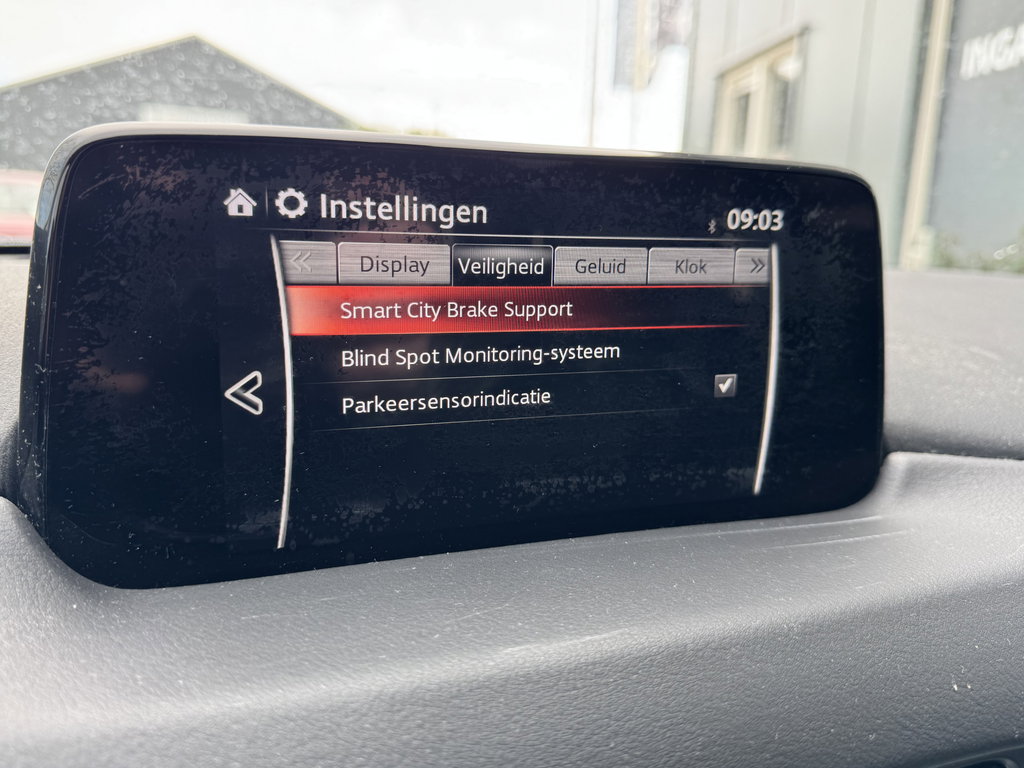 Instellingen
09:03
Display Veiligheid Geluid Klok
Smart City Brake Support
Blind Spot Monitoring-systeem
Parkeersensorindicatie